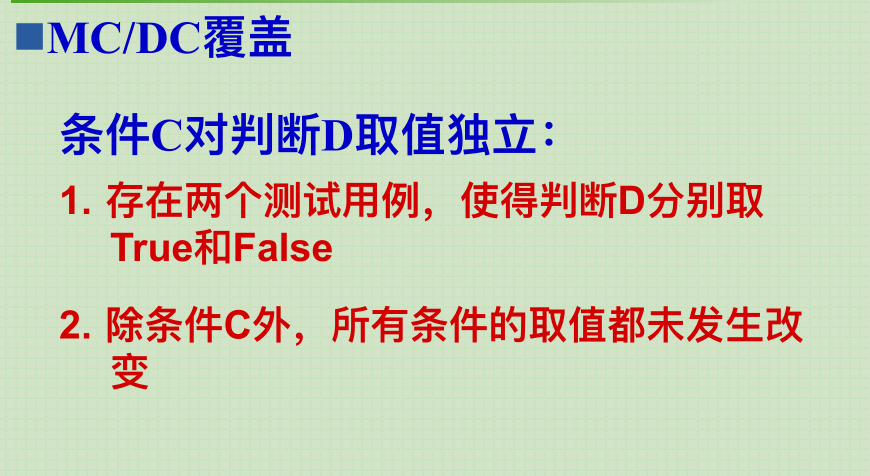 MC/DC覆盖
条件C对判断D取值独立：
1. 存在两个测试用例，使得判断D分别取
True和False
2. 除条件C外，所有条件的取值都未发生改
变